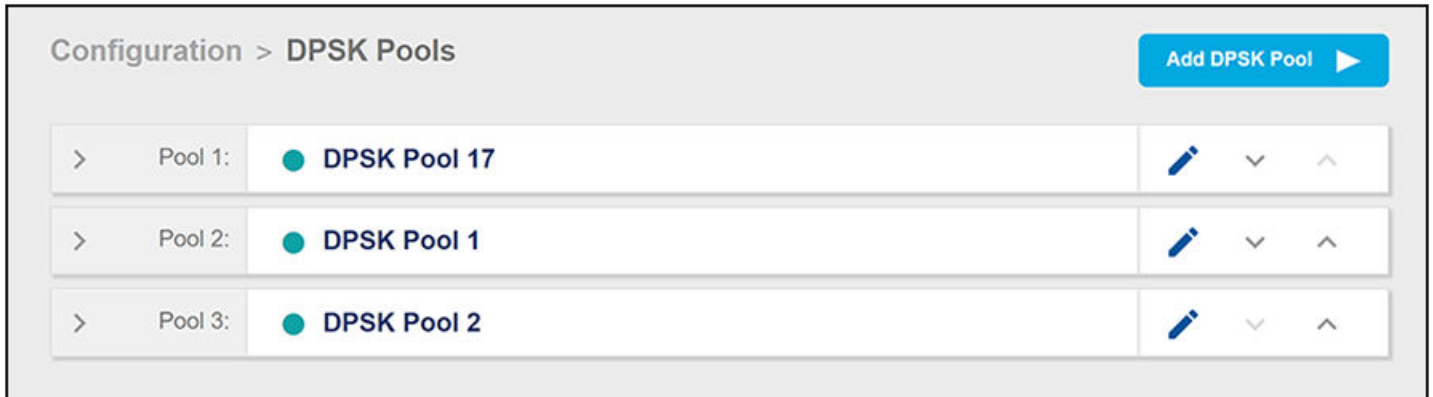 Configuration > DPSK Pools
Add DPSK Pool
Pool 1: DPSK Pool 17
Pool 2: DPSK Pool 1
Pool 3: DPSK Pool 2